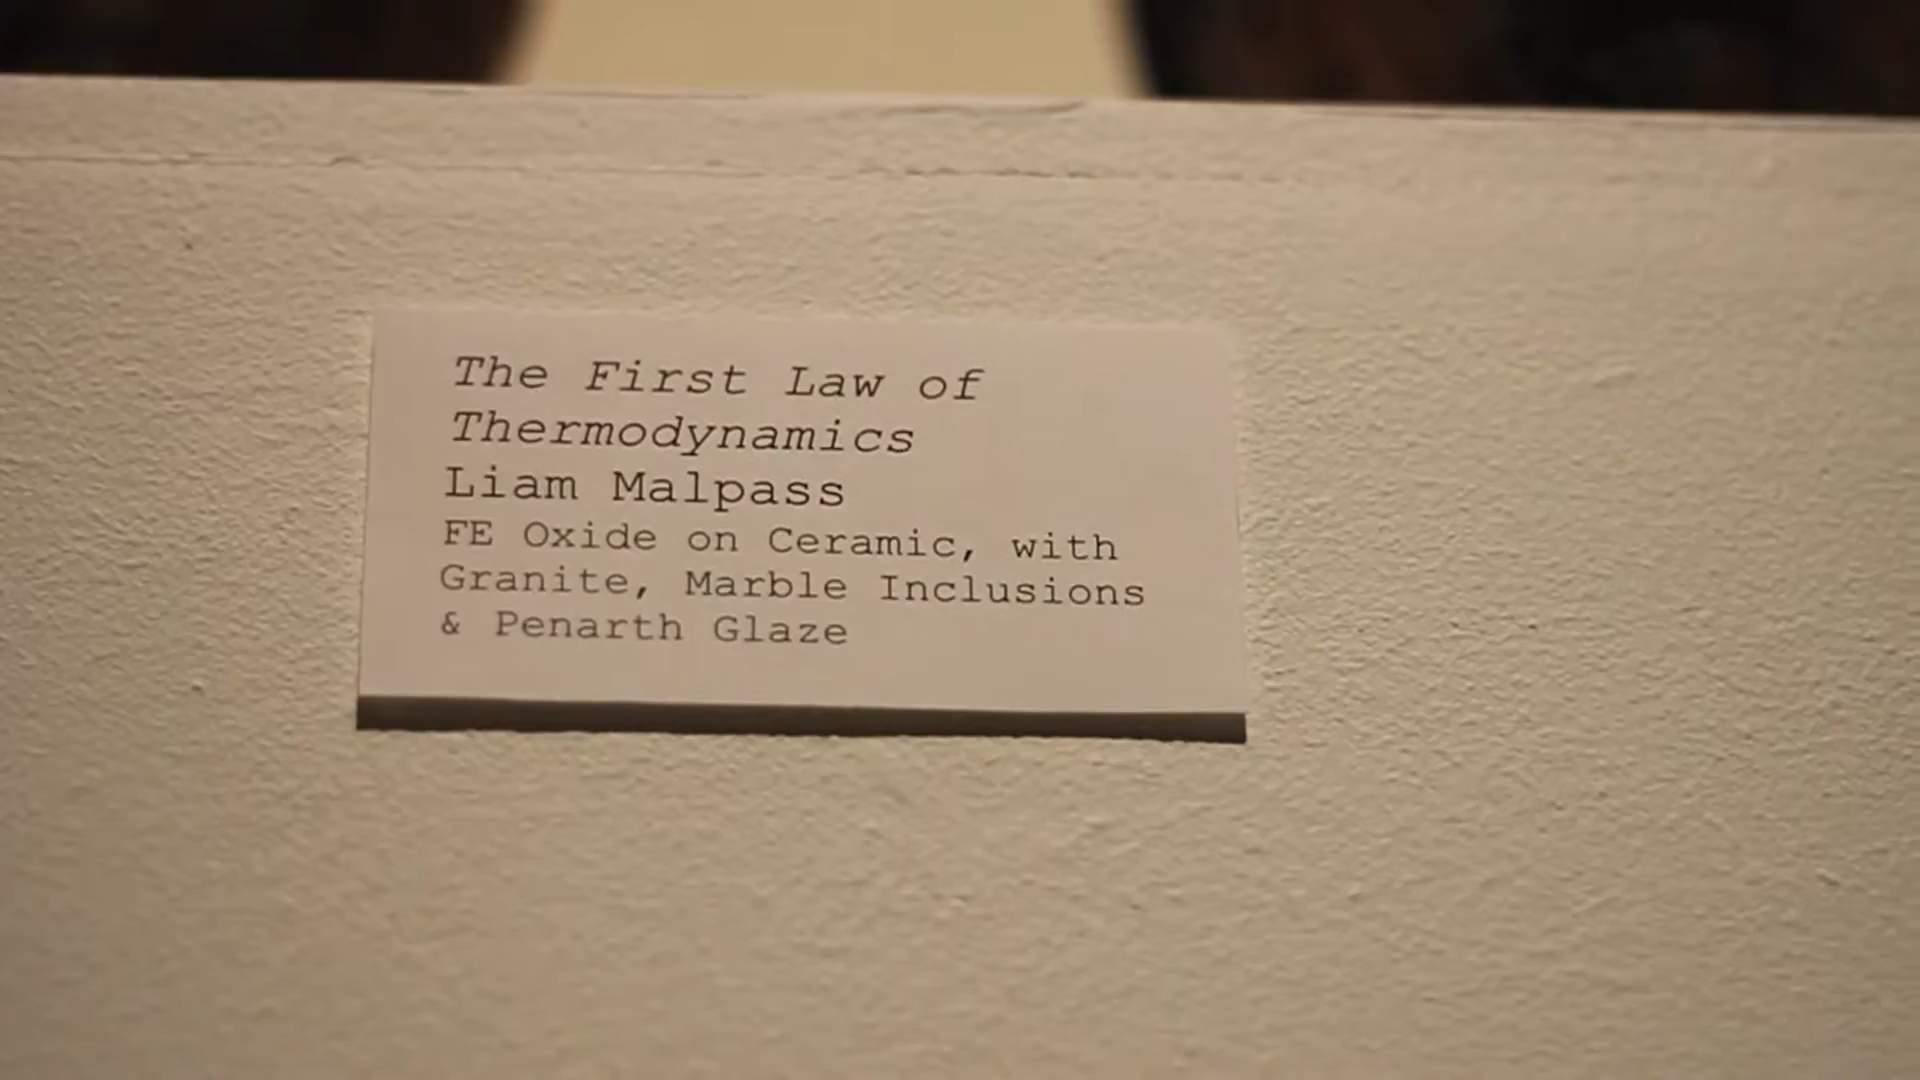 The First Law of
Thermodynamics
Liam Malpass
FE Oxide on Ceramic, with
Granite, Marble Inclusions
& Penarth Glaze